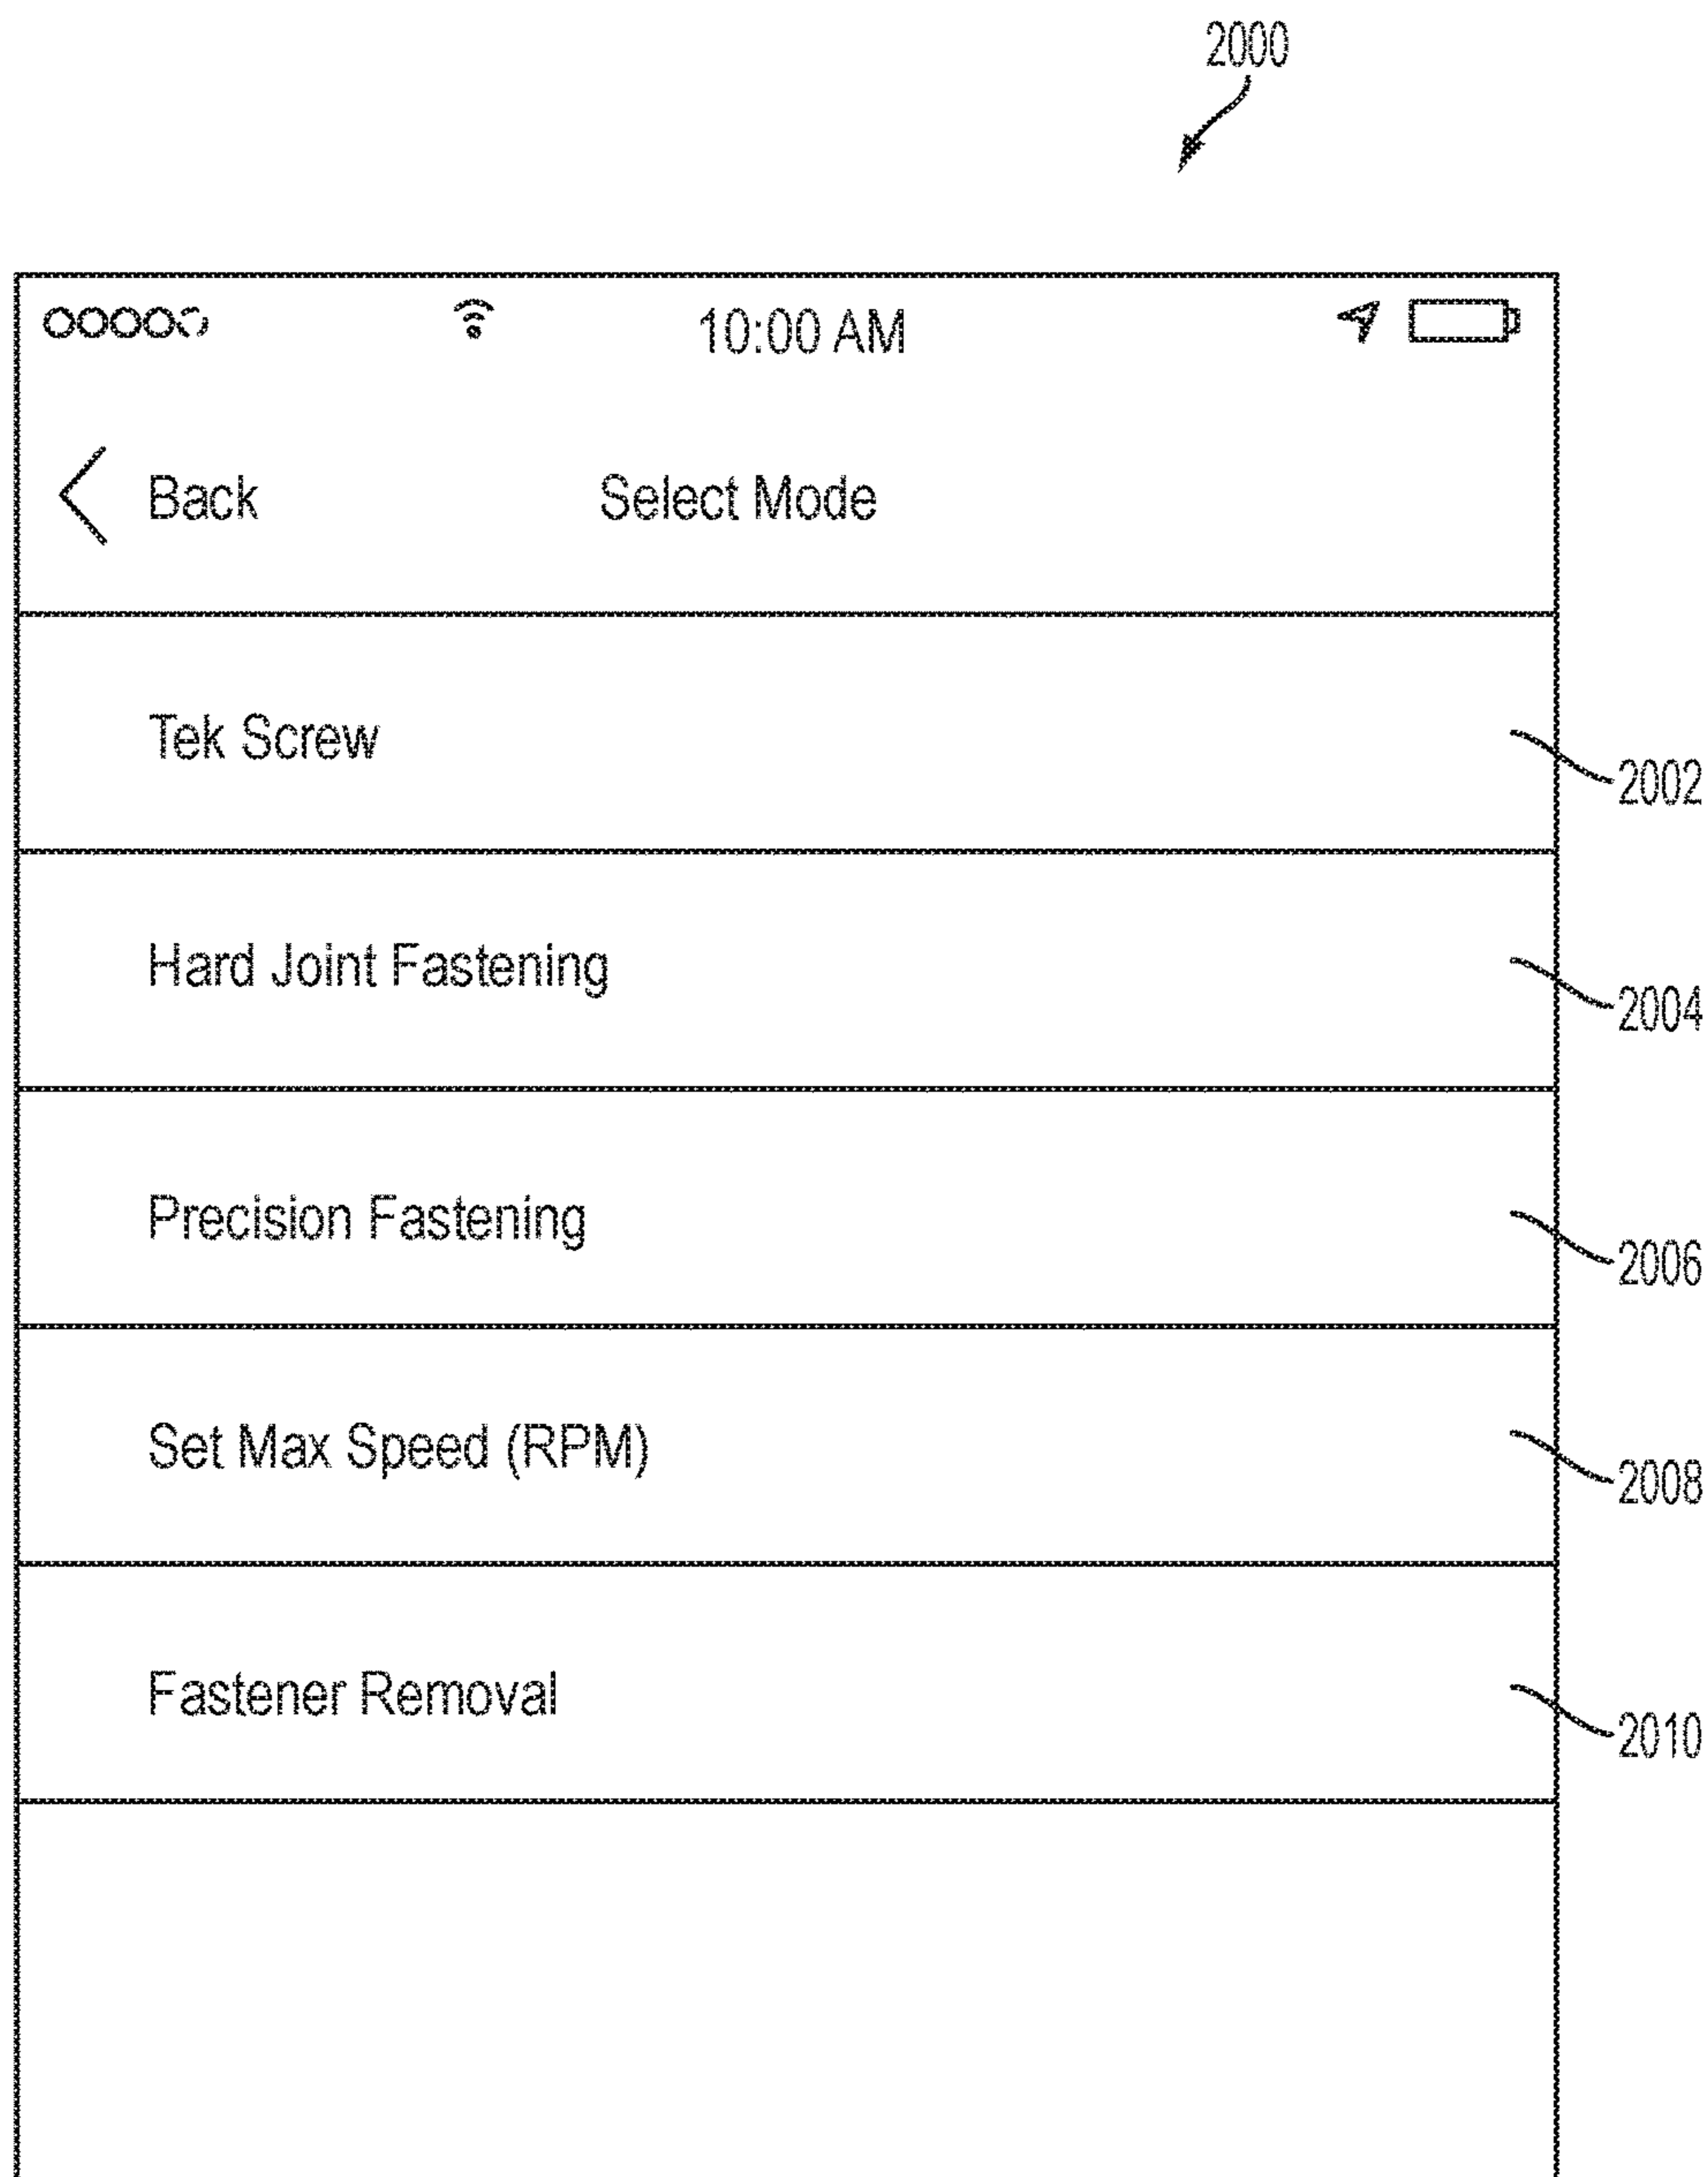 2000
10:00 AM
Back
Select Mode
Tek Screw
2002
Hard Joint Fastening
2004
Precision Fastening
2006
Set Max Speed (RPM)
2008
Fastener Removal
2010